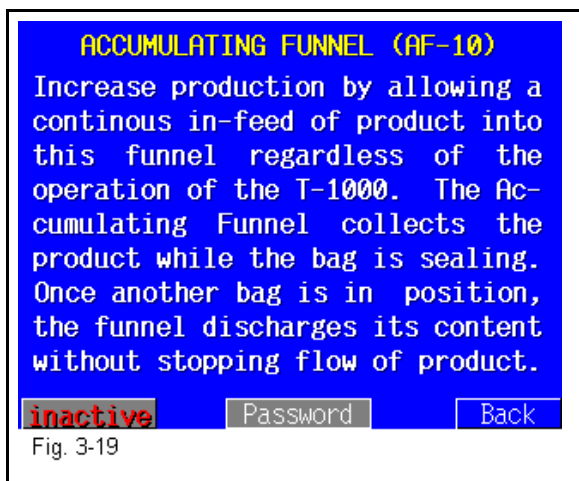 ACCUMULATING FUNNEL (AF-10)
Increase production by allowing a
continous in-feed of product into
this funnel regardless of the
operation of the T-1000. The Ac-
cumulating Funnel collects the
product while the bag is sealing.
Once another bag is in position,
the funnel discharges its content
without stopping flow of product.
inactive Password Back
Fig. 3-19